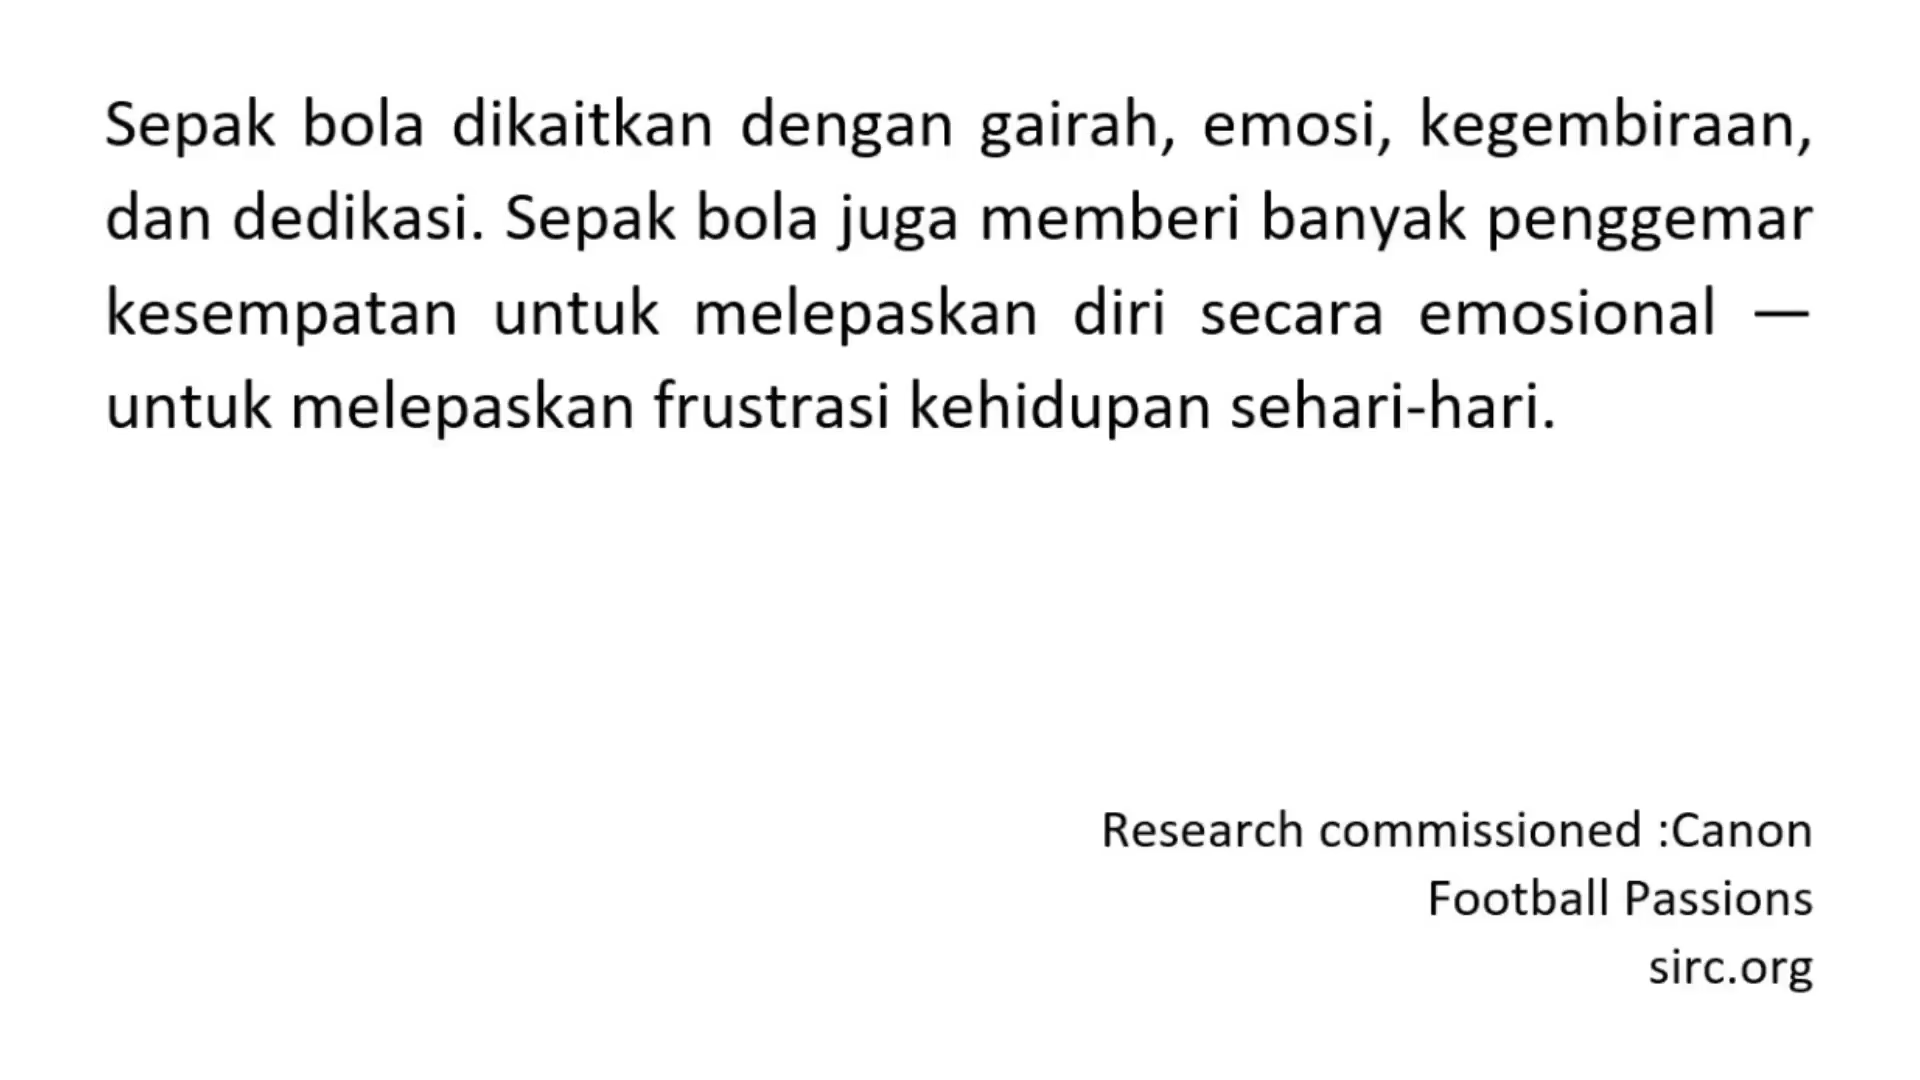 Sepak bola dikaitkan dengan gairah, emosi, kegembiraan,
dan dedikasi. Sepak bola juga memberi banyak penggemar
kesempatan untuk melepaskan diri secara emosional —
untuk melepaskan frustrasi kehidupan sehari-hari.
Research commissioned :Canon
Football Passions
sirc.org